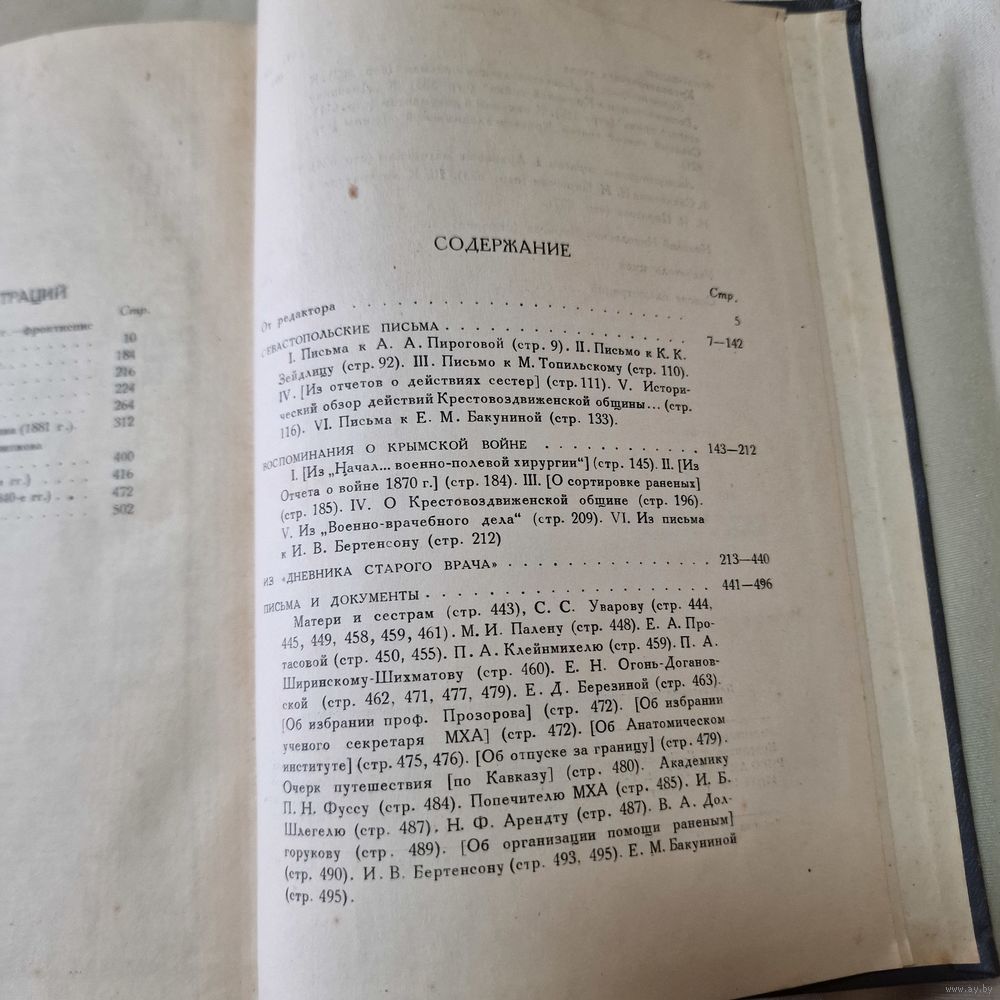 ТРАЦИЙ
Стр.
фронтиспис
10
184
216
224
264
(1881 г.). 312
400
гг.) . 416
гг.) . . 472
502
СОДЕРЖАНИЕ
Стр.
От редактора . . . . . . . . . . . . . . . . 5
СЕВАСТОПОЛЬСКИЕ ПИСЬМА . . . . . . . . . . . . 7—142
I. Письма к А. А. Пироговой (стр. 9). II. Письмо к К. К.
Зейдлицу (стр. 92). III. Письмо к М. Топильскому (стр. 110).
IV. [Из отчетов о действиях сестер] (стр. 111). V. Истори-
ческий обзор действий Крестовоздвиженской общины... (стр.
116). VI. Письма к Е. М. Бакуниной (стр. 133).
ВОСПОМИНАНИЯ О КРЫМСКОЙ ВОЙНЕ . . . . . . . . . 143—212
I. [Из „Начал... военно-полевой хирургии“] (стр. 145). II. [Из
Отчета о войне 1870 г.] (стр. 184). III. [О сортировке раненых]
(стр. 185). IV. О Крестовоздвиженской общине (стр. 196).
V. Из „Военно-врачебного дела“ (стр. 209). VI. Из письма
к И. В. Бертенсону (стр. 212)
ИЗ «ДНЕВНИКА СТАРОГО ВРАЧА» . . . . . . . . . . . 213—440
ПИСЬМА И ДОКУМЕНТЫ . . . . . . . . . . . . . . . 441—496
Матери и сестрам (стр. 443), С. С. Уварову (стр. 444,
445, 449, 458, 459, 461). М. И. Палену (стр. 448). Е. А. Про-
тасовой (стр. 450, 455). П. А. Клейнмихелю (стр. 459). П. А.
Ширинскому-Шихматову (стр. 460). Е. Н. Огонь-Доганов-
ской (стр. 462, 471, 477, 479). Е. Д. Березиной (стр. 463).
[Об избрании проф. Прозорова] (стр. 472). [Об избрании
ученого секретаря МХА] (стр. 472). [Об Анатомическом
институте] (стр. 475, 476). [Об отпуске за границу] (стр. 479).
Очерк путешествия [по Кавказу] (стр. 480). Академику
П. Н. Фуссу (стр. 484). Попечителю МХА (стр. 485). И. Б.
Шлегелю (стр. 487). Н. Ф. Арендту (стр. 487). В. А. Дол-
горукову (стр. 489). [Об организации помощи раненым]
(стр. 490). И. В. Бертенсону (стр. 493, 495). Е. М. Бакуниной
(стр. 495).
www.ay.by